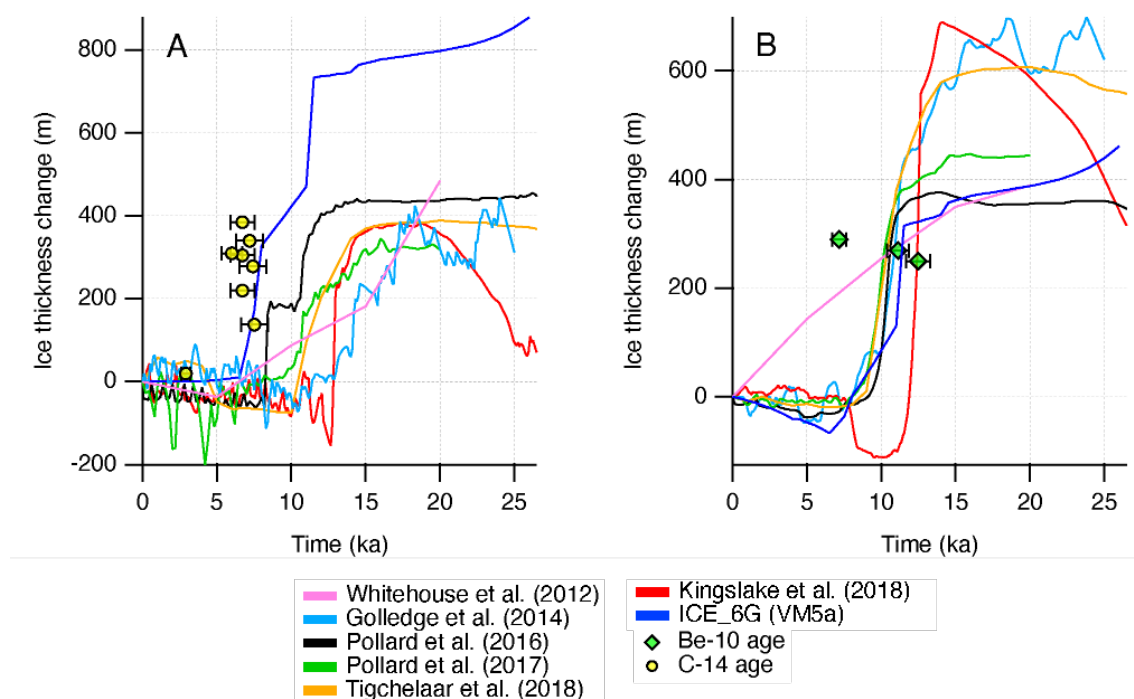 A
Ice thickness change (m)
800
600
400
200
0
-200
0 5 10 15 20 25
Time (ka)
B
Ice thickness change (m)
600
400
200
0
0 5 10 15 20 25
Time (ka)
Whitehouse et al. (2012)
Golledge et al. (2014)
Pollard et al. (2016)
Pollard et al. (2017)
Tigchelaar et al. (2018)
Kingslake et al. (2018)
ICE_6G (VM5a)
Be-10 age
C-14 age